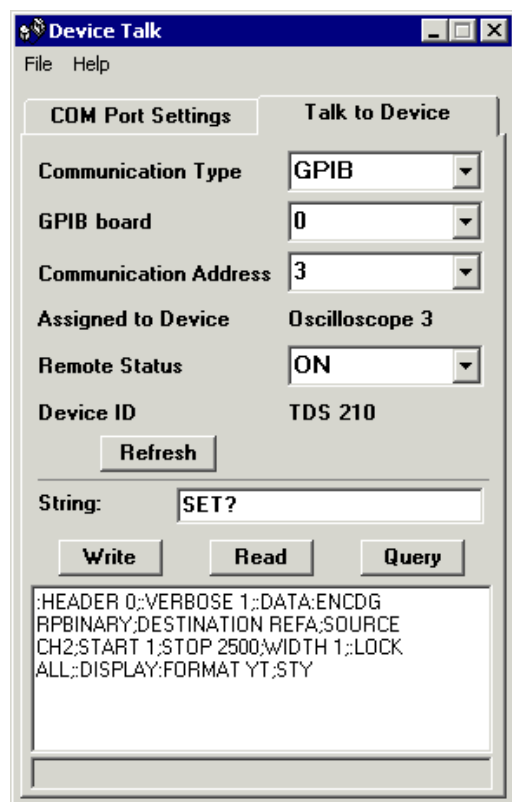 Device Talk
File Help
COM Port Settings Talk to Device
Communication Type GPIB
GPIB board 0
Communication Address 3
Assigned to Device Oscilloscope 3
Remote Status ON
Device ID TDS 210
Refresh
String: SET?
Write Read Query
:HEADER 0;:VERBOSE 1;:DATA:ENCDG
RPBINARY;DESTINATION REFA;SOURCE
CH2;START 1;STOP 2500;WIDTH 1;:LOCK
ALL;:DISPLAY:FORMAT YT;STY